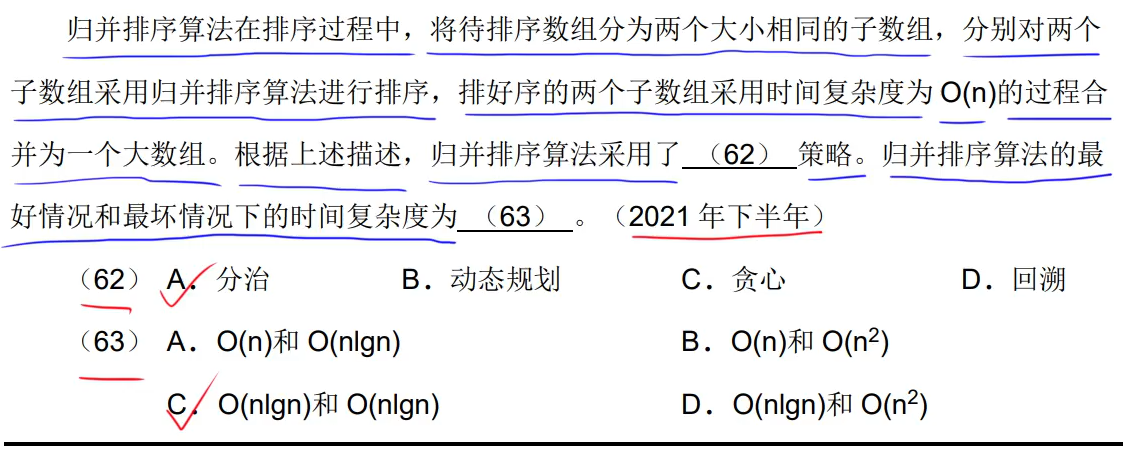 归并排序算法在排序过程中，将待排序数组分为两个大小相同的子数组，分别对两个
子数组采用归并排序算法进行排序，排好序的两个子数组采用时间复杂度为 O(n)的过程合
并为一个大数组。根据上述描述，归并排序算法采用了 （62） 策略。归并排序算法的最
好情况和最坏情况下的时间复杂度为 （63） 。（2021 年下半年）
（62） A．分治 B．动态规划 C．贪心 D．回溯
（63） A．O(n)和 O(nlgn) B．O(n)和 O(n²)
C．O(nlgn)和 O(nlgn) D．O(nlgn)和 O(n²)